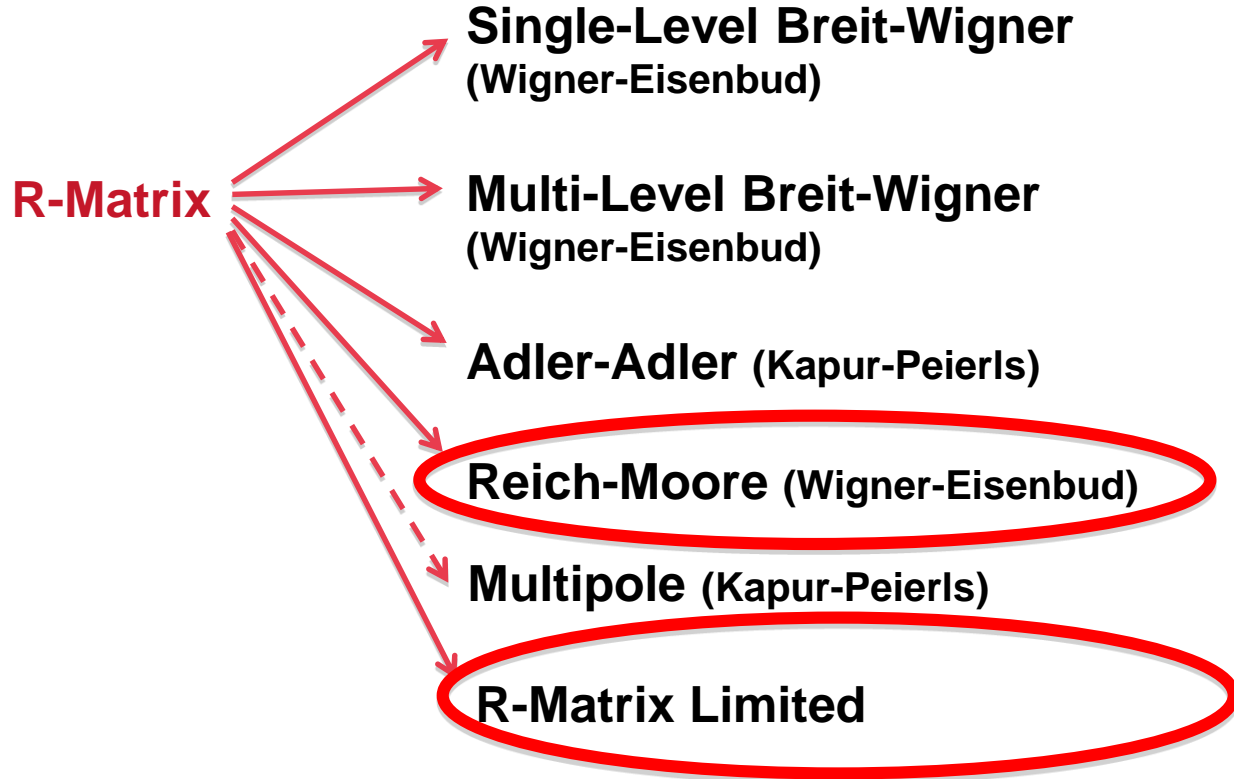 Single-Level Breit-Wigner
(Wigner-Eisenbud)
R-Matrix
Multi-Level Breit-Wigner
(Wigner-Eisenbud)
Adler-Adler (Kapur-Peierls)
Reich-Moore (Wigner-Eisenbud)
Multipole (Kapur-Peierls)
R-Matrix Limited